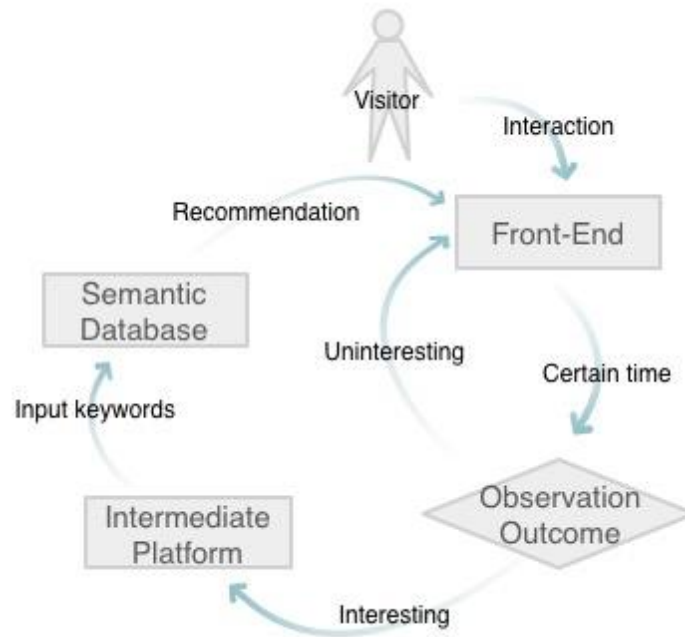 Visitor
Interaction
Recommendation
Front-End
Semantic
Database
Uninteresting
Certain time
Input keywords
Intermediate
Platform
Observation
Outcome
Interesting